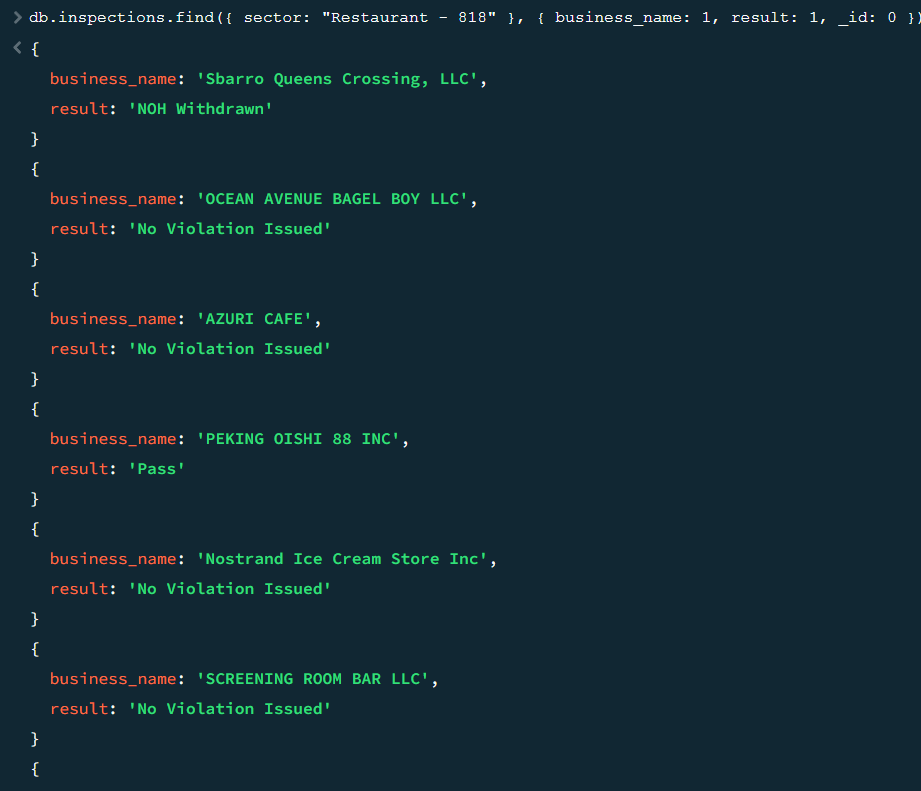 > db.inspections.find({ sector: "Restaurant - 818" }, { business_name: 1, result: 1, _id: 0 })
< {
business_name: 'Sbarro Queens Crossing, LLC',
result: 'NOH Withdrawn'
}
{
business_name: 'OCEAN AVENUE BAGEL BOY LLC',
result: 'No Violation Issued'
}
{
business_name: 'AZURI CAFE',
result: 'No Violation Issued'
}
{
business_name: 'PEKING OISHI 88 INC',
result: 'Pass'
}
{
business_name: 'Nostrand Ice Cream Store Inc',
result: 'No Violation Issued'
}
{
business_name: 'SCREENING ROOM BAR LLC',
result: 'No Violation Issued'
}
{